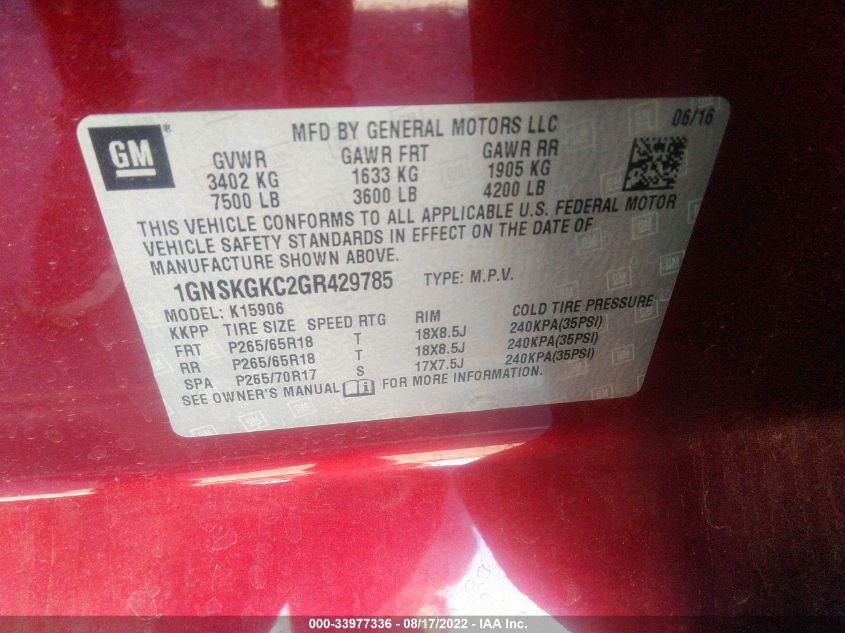 GM
®
MFD BY GENERAL MOTORS LLC
06/16
GVWR GAWR FRT GAWR RR
3402 KG 1633 KG 1905 KG
7500 LB 3600 LB 4200 LB
THIS VEHICLE CONFORMS TO ALL APPLICABLE U.S. FEDERAL MOTOR
VEHICLE SAFETY STANDARDS IN EFFECT ON THE DATE OF
MANUFACTURE SHOWN ABOVE.
1GNSKGKC2GR429785 TYPE: M.P.V.
MODEL: K15906
KKPP TIRE SIZE SPEED RTG RIM COLD TIRE PRESSURE
FRT P265/65R18 T 18X8.5J 240KPA(35PSI)
RR P265/65R18 T 18X8.5J 240KPA(35PSI)
SPA P265/70R17 S 17X7.5J 240KPA(35PSI)
SEE OWNER'S MANUAL FOR MORE INFORMATION.
000-33977336 - 08/17/2022 - IAA Inc.